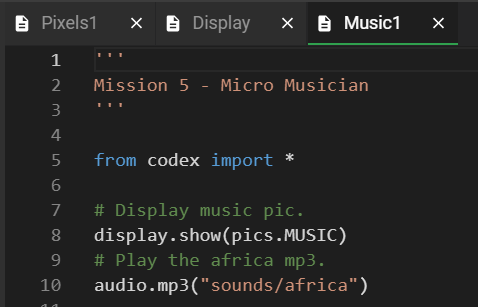 Pixels1 Display Music1
1 '''
2 Mission 5 - Micro Musician
3 '''
4
5 from codex import *
6
7 # Display music pic.
8 display.show(pics.MUSIC)
9 # Play the africa mp3.
10 audio.mp3("sounds/africa")